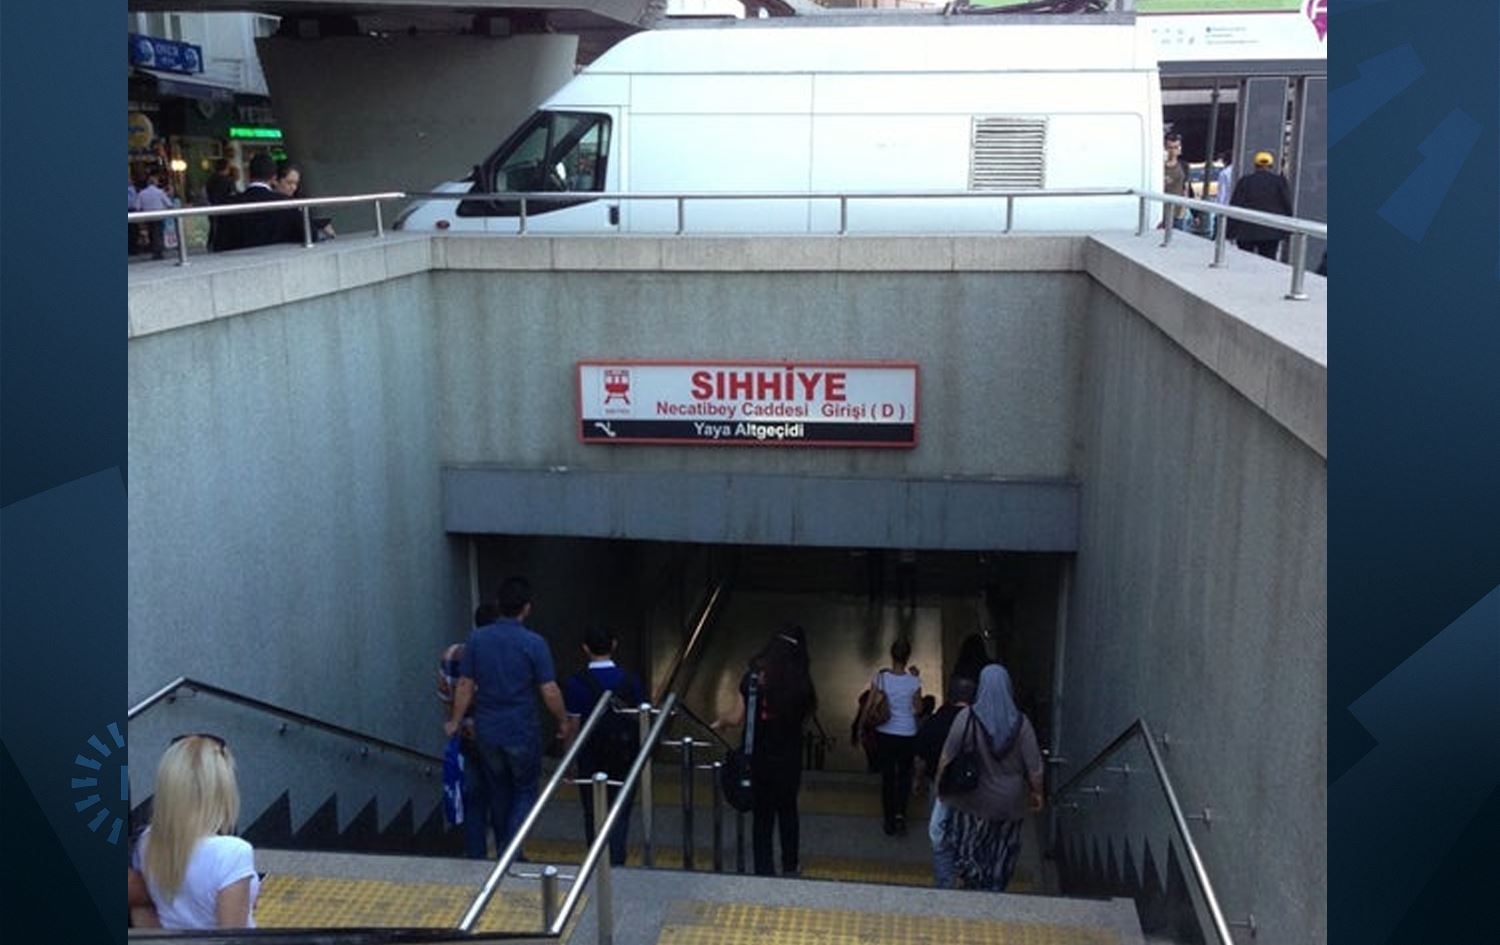 SIHHİYE
Necatibey Caddesi Girişi ( D )
Yaya Altgeçidi